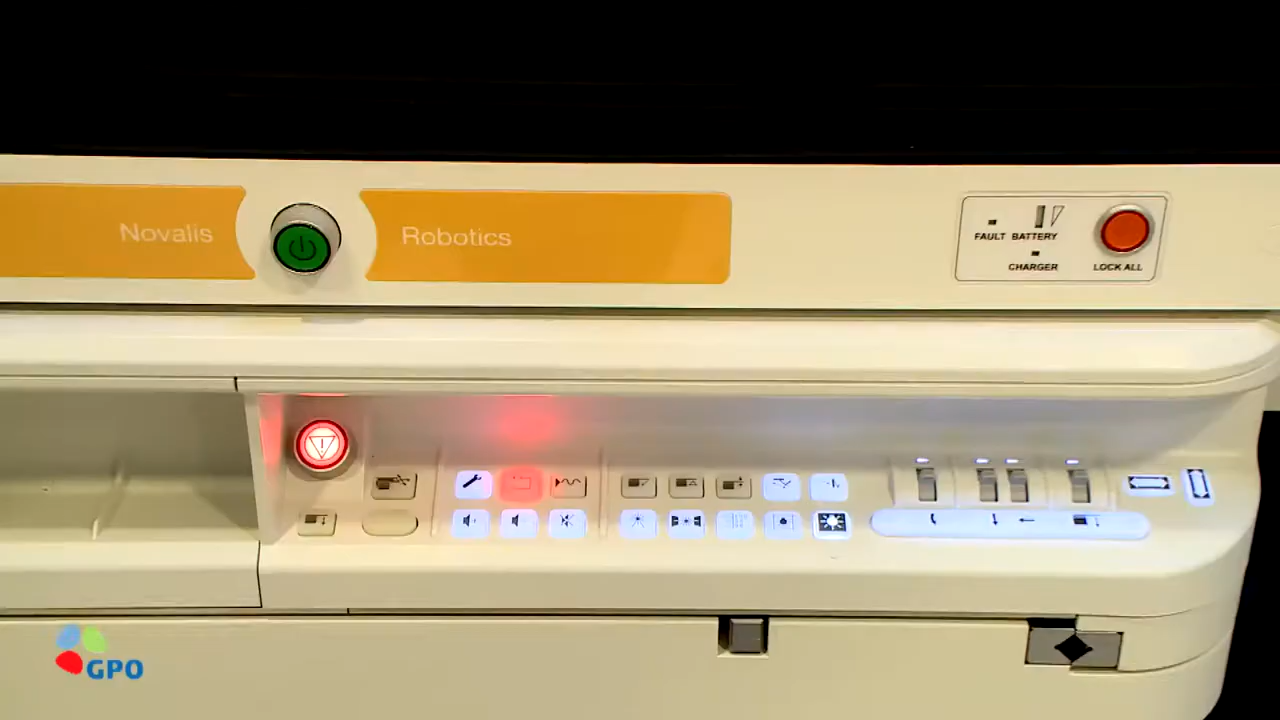 Novalis
Robotics
FAULT BATTERY
CHARGER
LOCK ALL
GPO